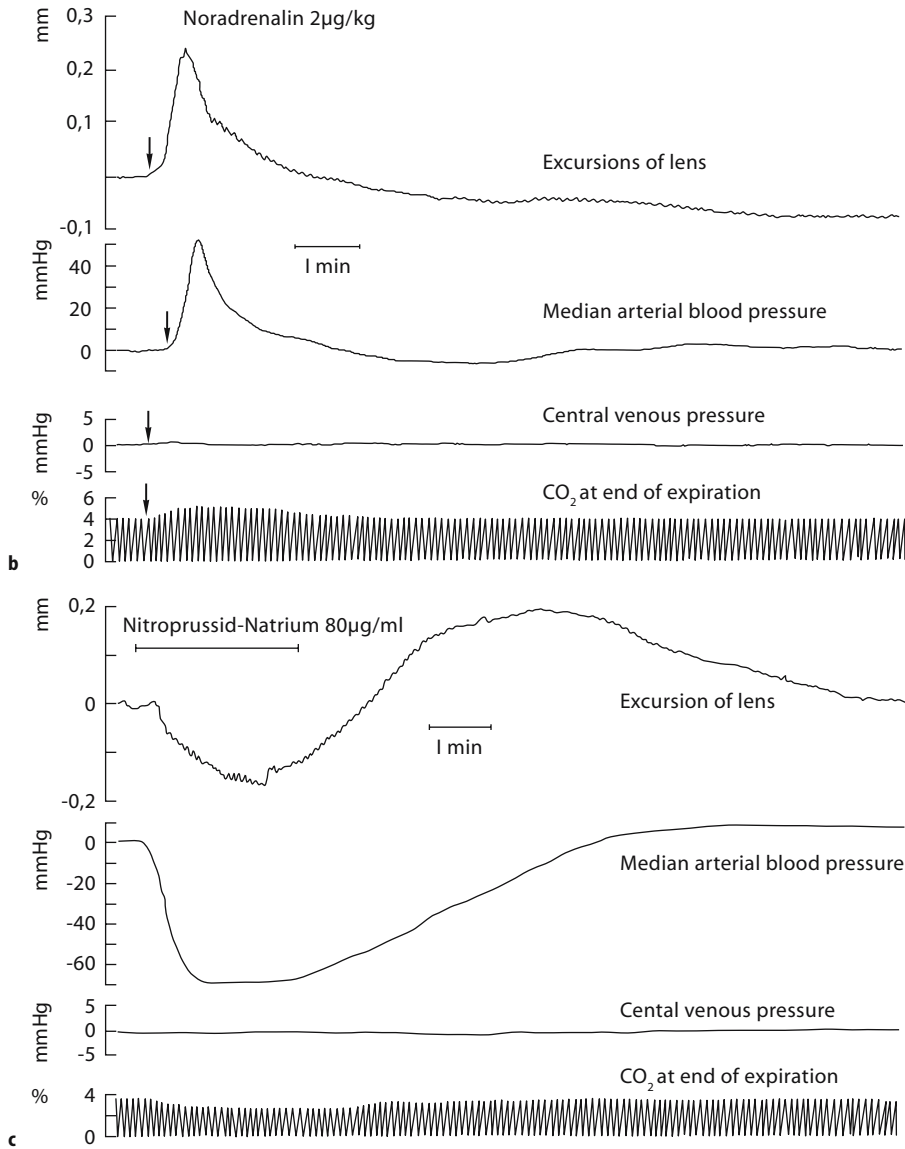 Noradrenalin 2µg/kg
mm
0,3
0,2
0,1
-0,1
Excursions of lens
I min
mmHg
40
20
0
Median arterial blood pressure
mmHg
5
0
-5
Central venous pressure
%
6
4
2
0
CO2 at end of expiration
b
mm
0,2
0
-0,2
Nitroprussid-Natrium 80µg/ml
Excursion of lens
I min
mmHg
0
-20
-40
-60
Median arterial blood pressure
mmHg
5
0
-5
Cental venous pressure
%
4
0
CO2 at end of expiration
c